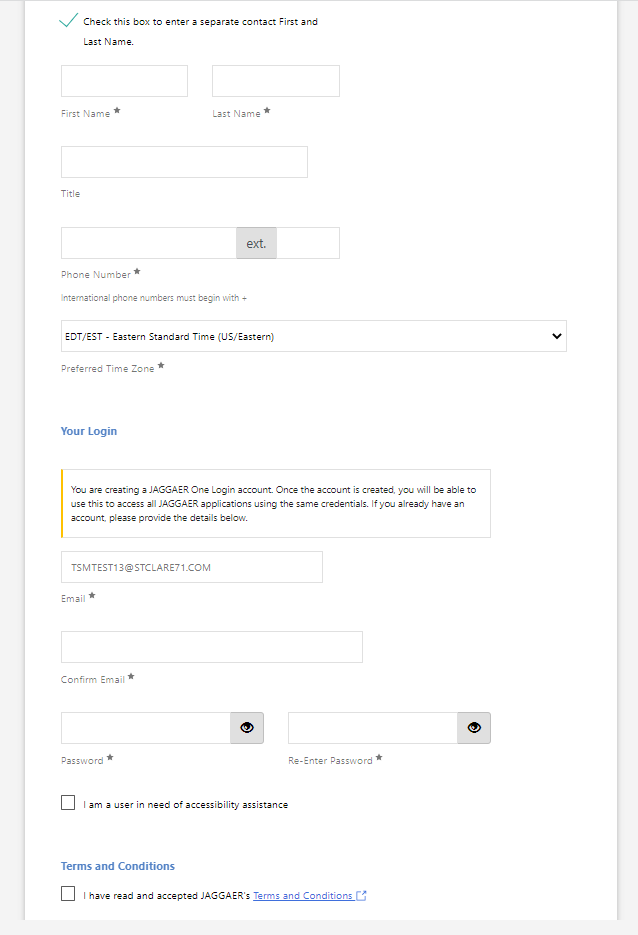 Check this box to enter a separate contact First and
Last Name.
First Name ★ Last Name ★
Title
ext.
Phone Number ★
International phone numbers must begin with +
EDT/EST - Eastern Standard Time (US/Eastern)
Preferred Time Zone ★
Your Login
You are creating a JAGGAER One Login account. Once the account is created, you will be able to
use this to access all JAGGAER applications using the same credentials. If you already have an
account, please provide the details below.
TSMTEST13@STCLARE71.COM
Email ★
Confirm Email ★
Password ★ Re-Enter Password ★
I am a user in need of accessibility assistance
Terms and Conditions
I have read and accepted JAGGAER's Terms and Conditions